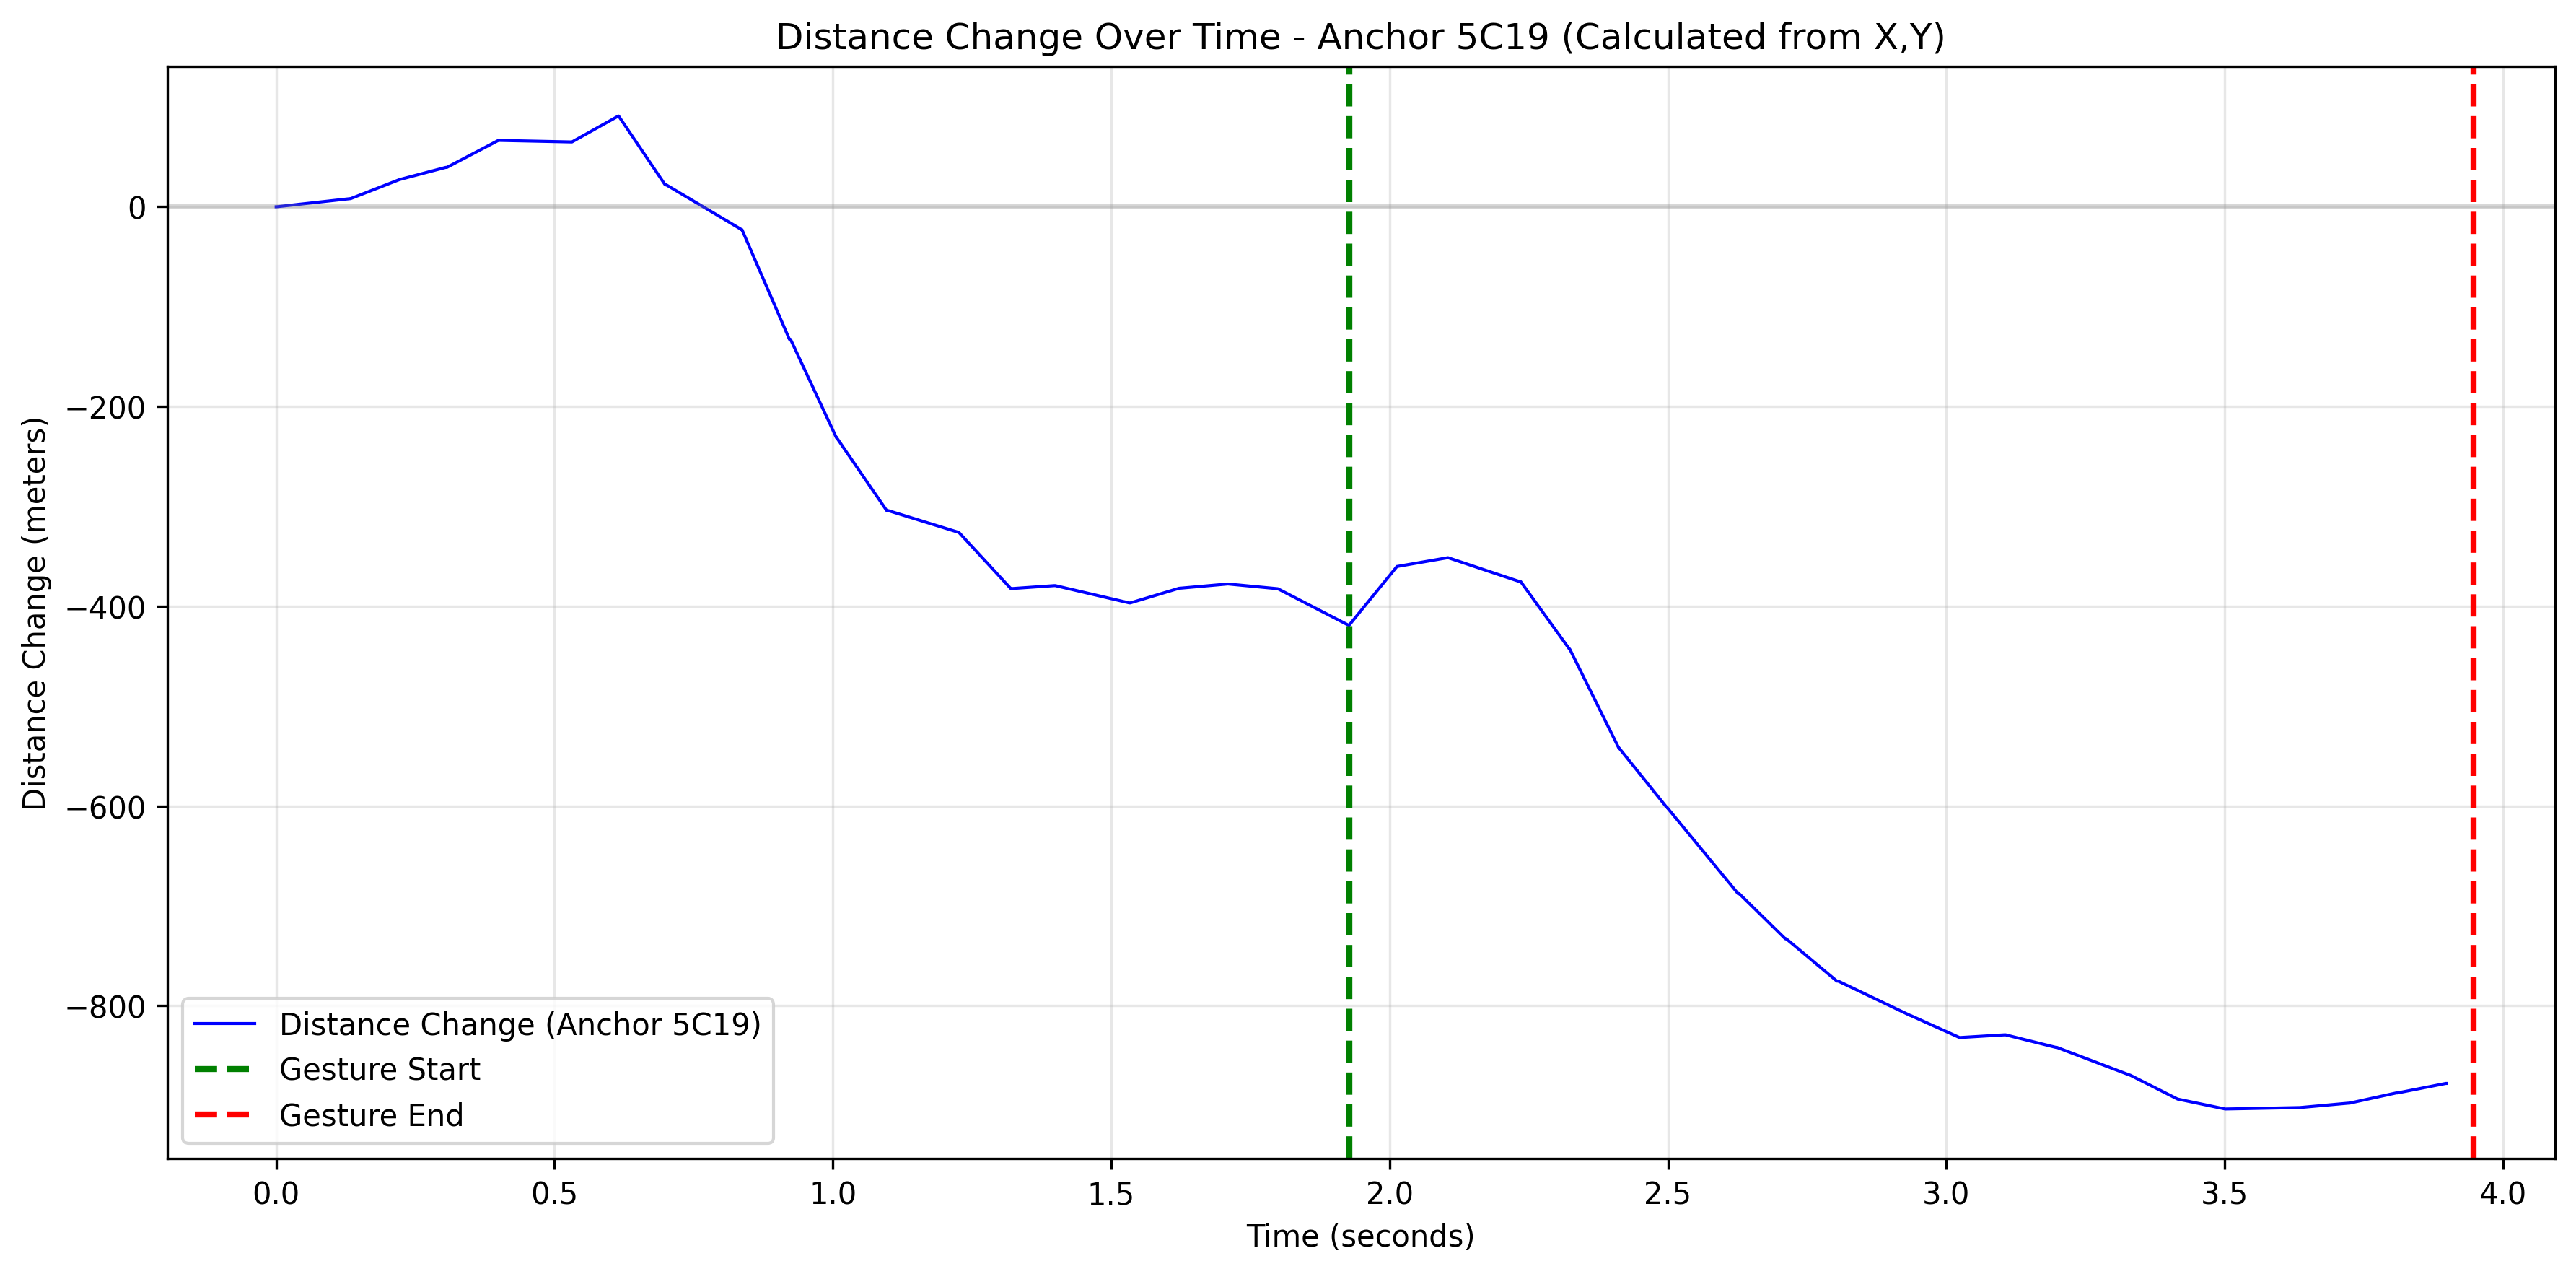 Distance Change Over Time - Anchor 5C19 (Calculated from X,Y)
Distance Change (meters)
0
−200
−400
−600
−800
Distance Change (Anchor 5C19)
Gesture Start
Gesture End
0.0 0.5 1.0 1.5 2.0 2.5 3.0 3.5 4.0
Time (seconds)